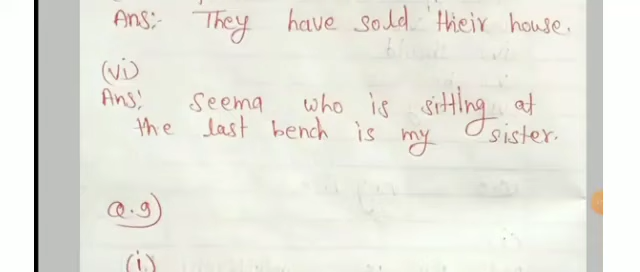 Ans:- They have sold their house.
(vi)
Ans: Seema who is sitting at
the last bench is my sister.
Q.9)
(i)